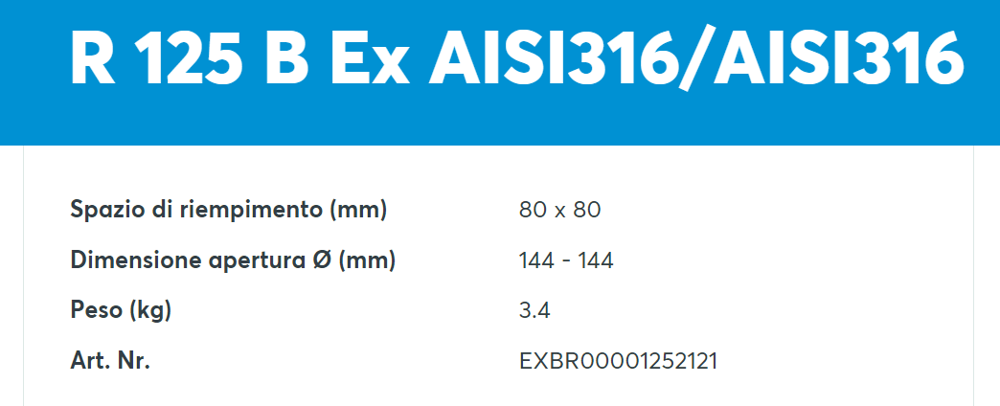 R 125 B Ex AISI316/AISI316
Spazio di riempimento (mm) 80 x 80
Dimensione apertura Ø (mm) 144 - 144
Peso (kg) 3.4
Art. Nr. EXBR00001252121